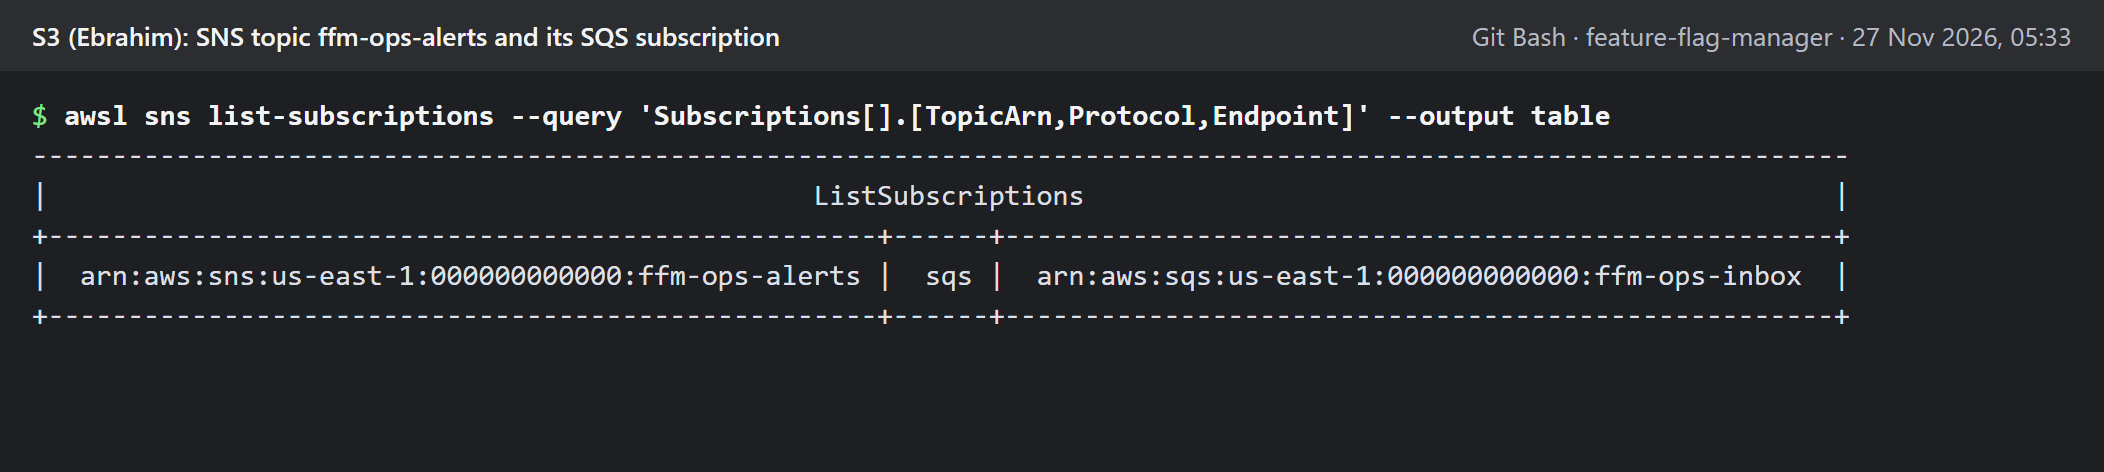 S3 (Ebrahim): SNS topic ffm-ops-alerts and its SQS subscription
Git Bash · feature-flag-manager · 27 Nov 2026, 05:33
$ awsl sns list-subscriptions --query 'Subscriptions[].[TopicArn,Protocol,Endpoint]' --output table
------------------------------------------------------------------------------------------------------------------
|                                                ListSubscriptions                                               |
+----------------------------------------------------+------+----------------------------------------------------+
|  arn:aws:sns:us-east-1:000000000000:ffm-ops-alerts |  sqs |  arn:aws:sqs:us-east-1:000000000000:ffm-ops-inbox  |
+----------------------------------------------------+------+----------------------------------------------------+